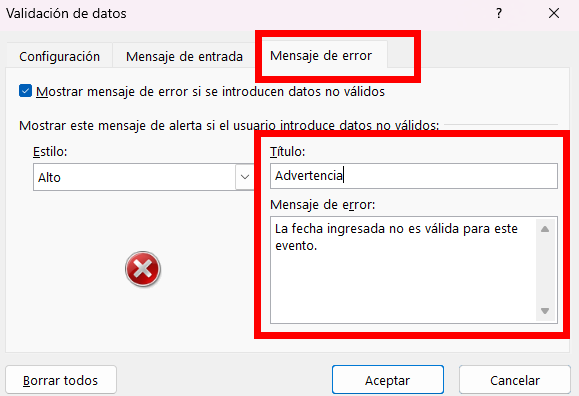 Validación de datos ?
Configuración Mensaje de entrada Mensaje de error
Mostrar mensaje de error si se introducen datos no válidos
Mostrar este mensaje de alerta si el usuario introduce datos no válidos:
Estilo:
Alto
Título:
Advertencia
Mensaje de error:
La fecha ingresada no es válida para este
evento.
Borrar todos Aceptar Cancelar